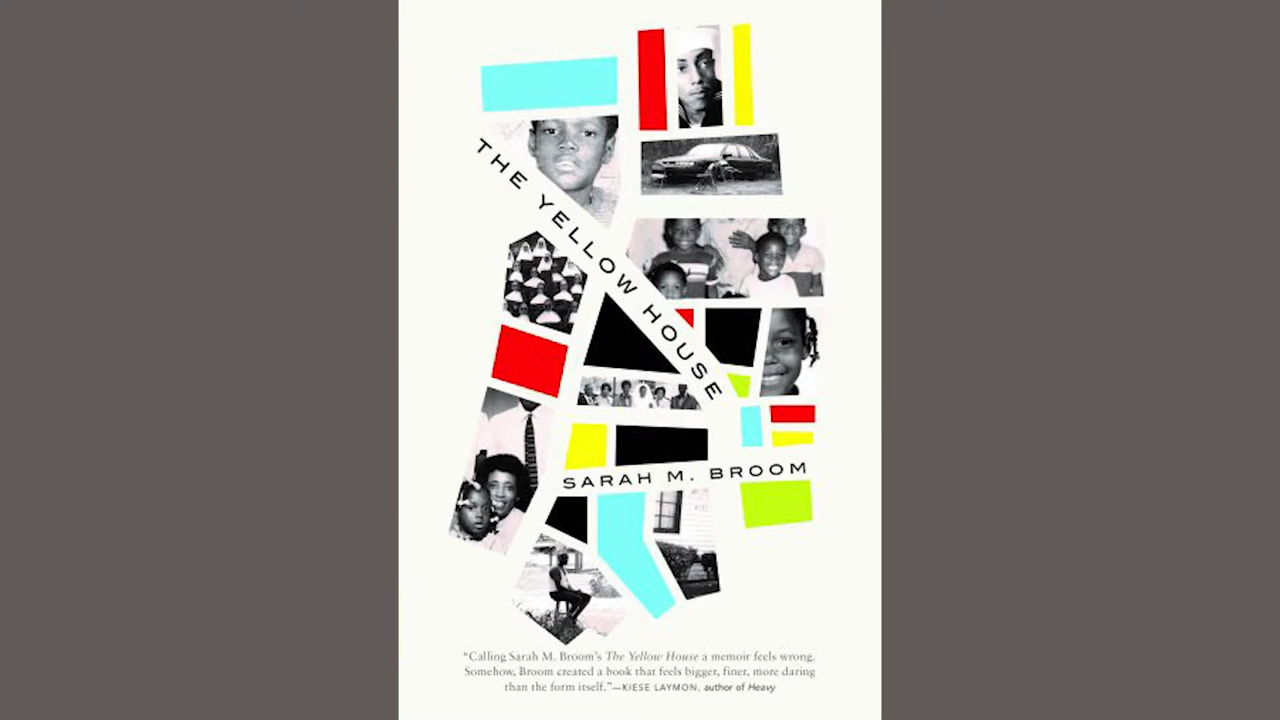 THE YELLOW HOUSE
SARAH M. BROOM
“Calling Sarah M. Broom’s The Yellow House a memoir feels wrong.
Somehow, Broom created a book that feels bigger, finer, more daring
than the form itself.”—KIESE LAYMON, author of Heavy